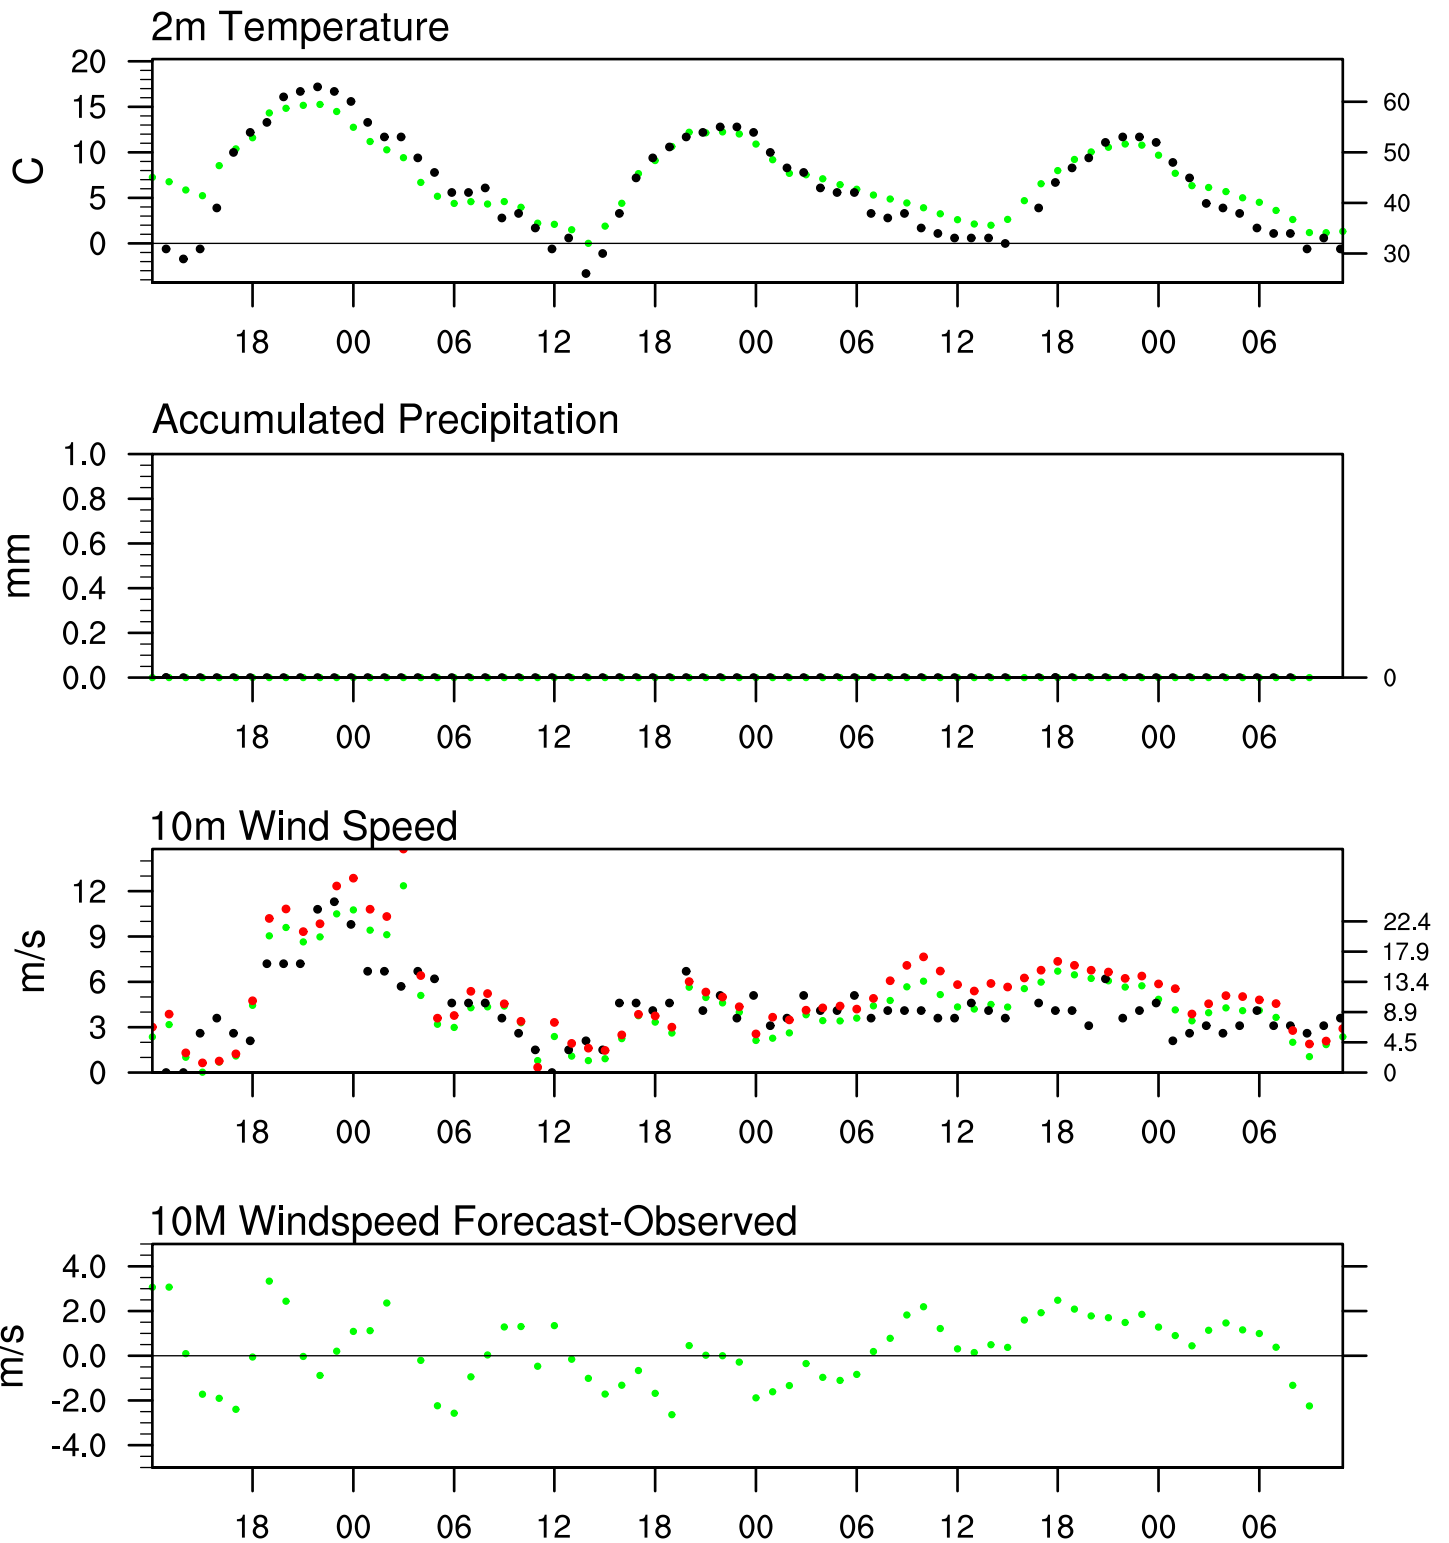 2m Temperature
20
15
10
5
0
C
60
50
40
30
18 00 06 12 18 00 06 12 18 00 06
Accumulated Precipitation
1.0
0.8
0.6
0.4
0.2
0.0
mm
0
18 00 06 12 18 00 06 12 18 00 06
10m Wind Speed
12
9
6
3
0
m/s
22.4
17.9
13.4
8.9
4.5
0
18 00 06 12 18 00 06 12 18 00 06
10M Windspeed Forecast-Observed
4.0
2.0
0.0
-2.0
-4.0
m/s
18 00 06 12 18 00 06 12 18 00 06